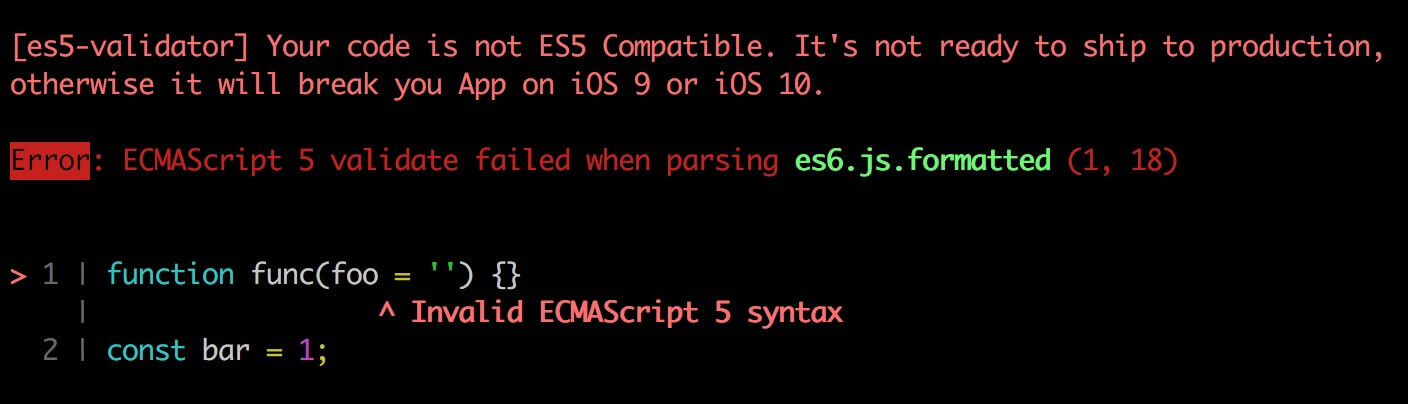 [es5-validator] Your code is not ES5 Compatible. It's not ready to ship to production,
otherwise it will break you App on iOS 9 or iOS 10.
Error: ECMAScript 5 validate failed when parsing es6.js.formatted (1, 18)
> 1 | function func(foo = '') {}
    |                  ^ Invalid ECMAScript 5 syntax
  2 | const bar = 1;